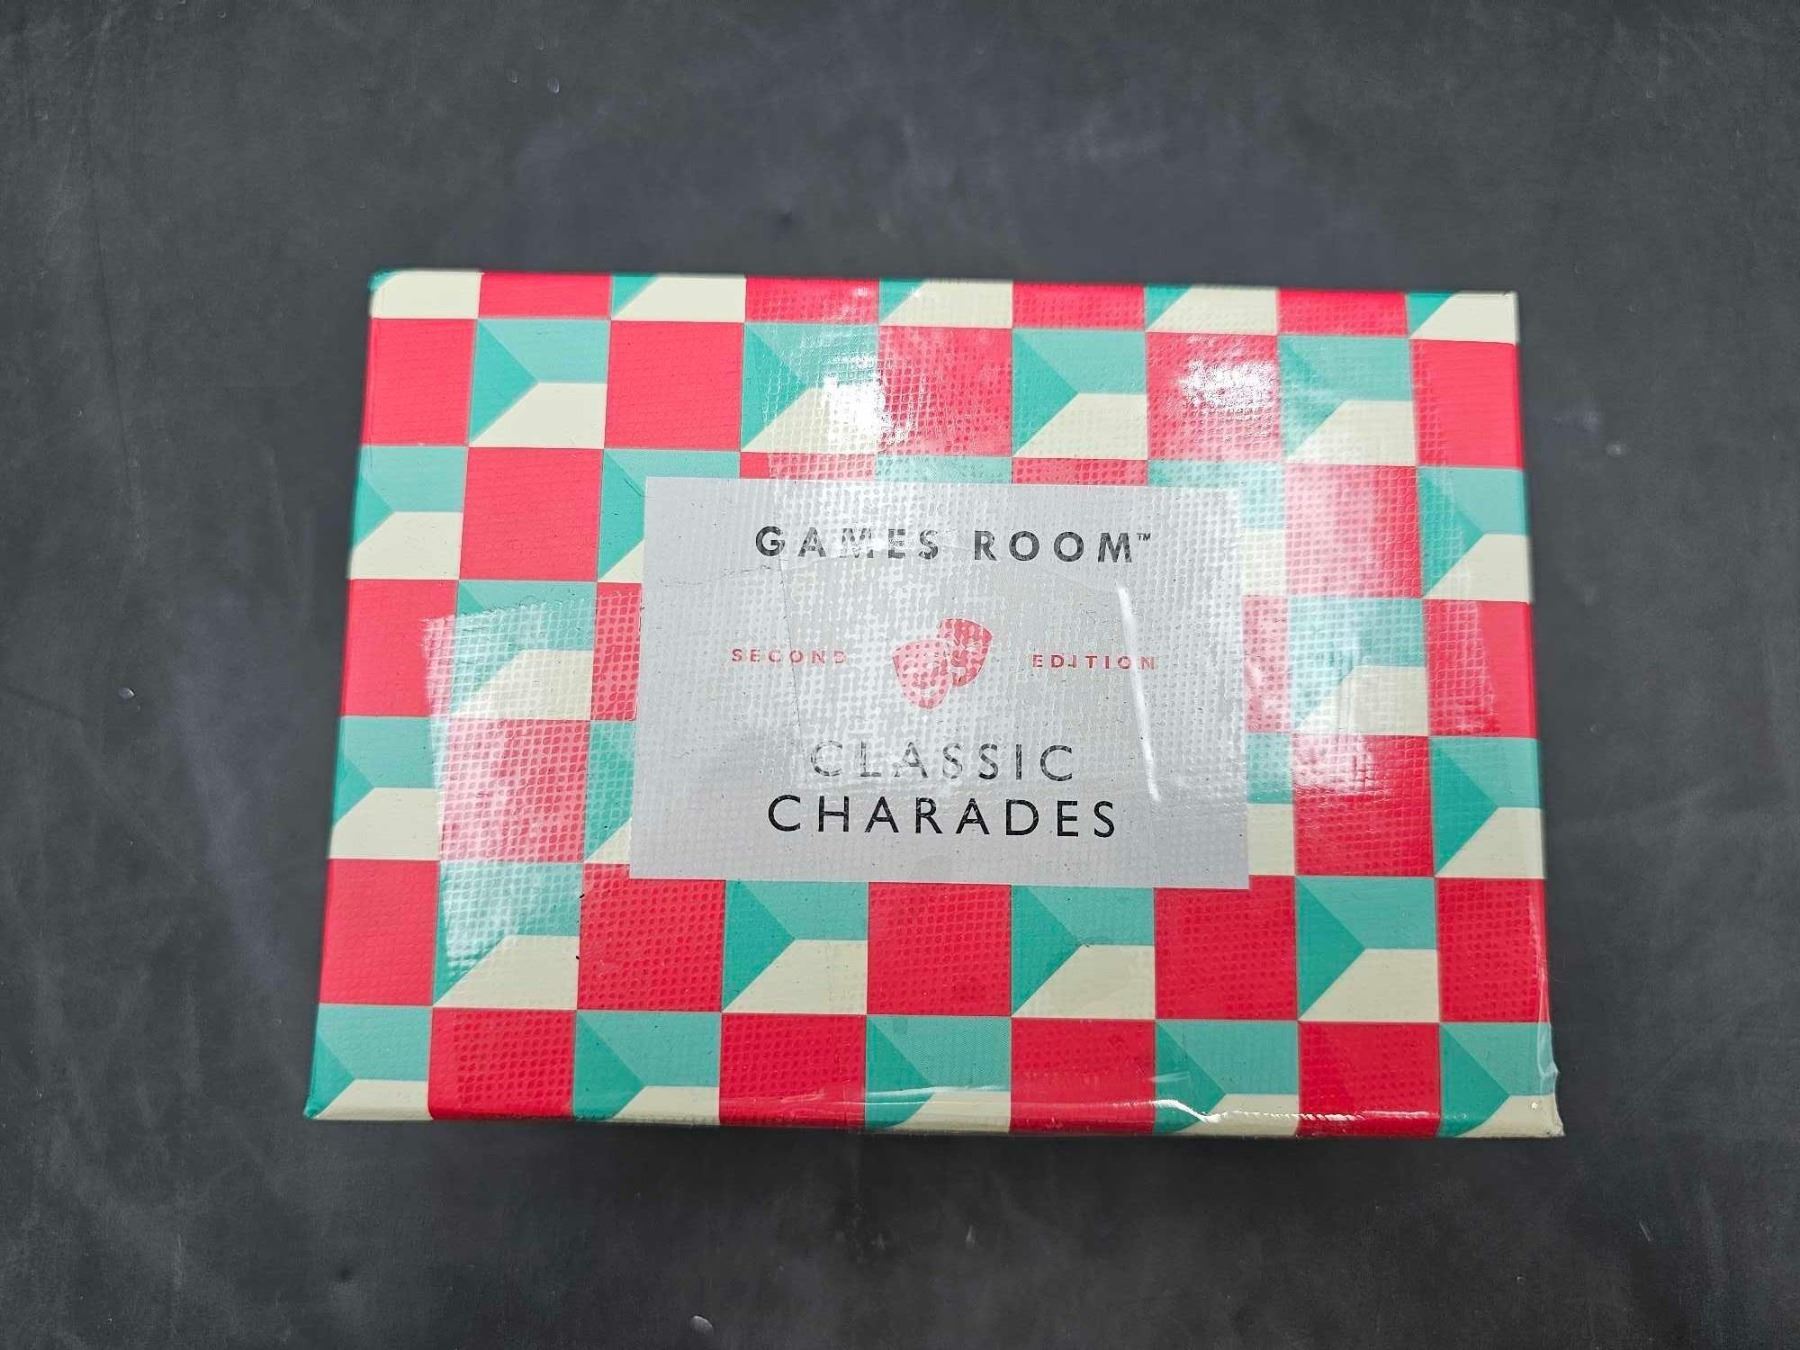 GAMES ROOM™
SECOND EDITION
CLASSIC
CHARADES